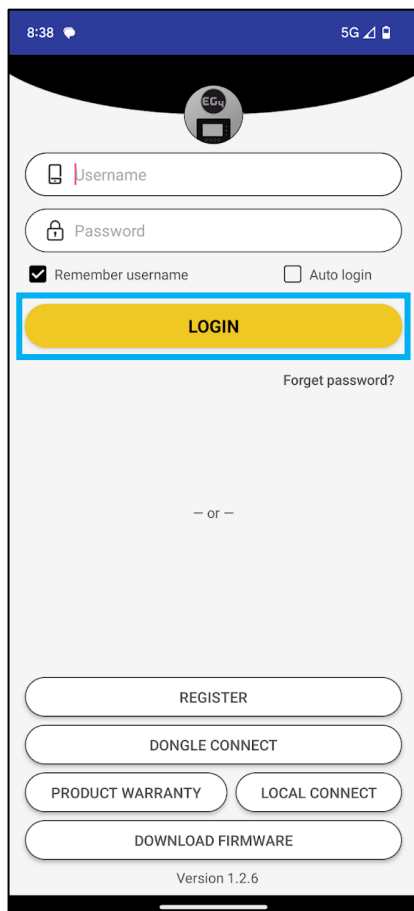 8:38
5G
EG4
Username
Password
Remember username
Auto login
LOGIN
Forget password?
— or —
REGISTER
DONGLE CONNECT
PRODUCT WARRANTY
LOCAL CONNECT
DOWNLOAD FIRMWARE
Version 1.2.6